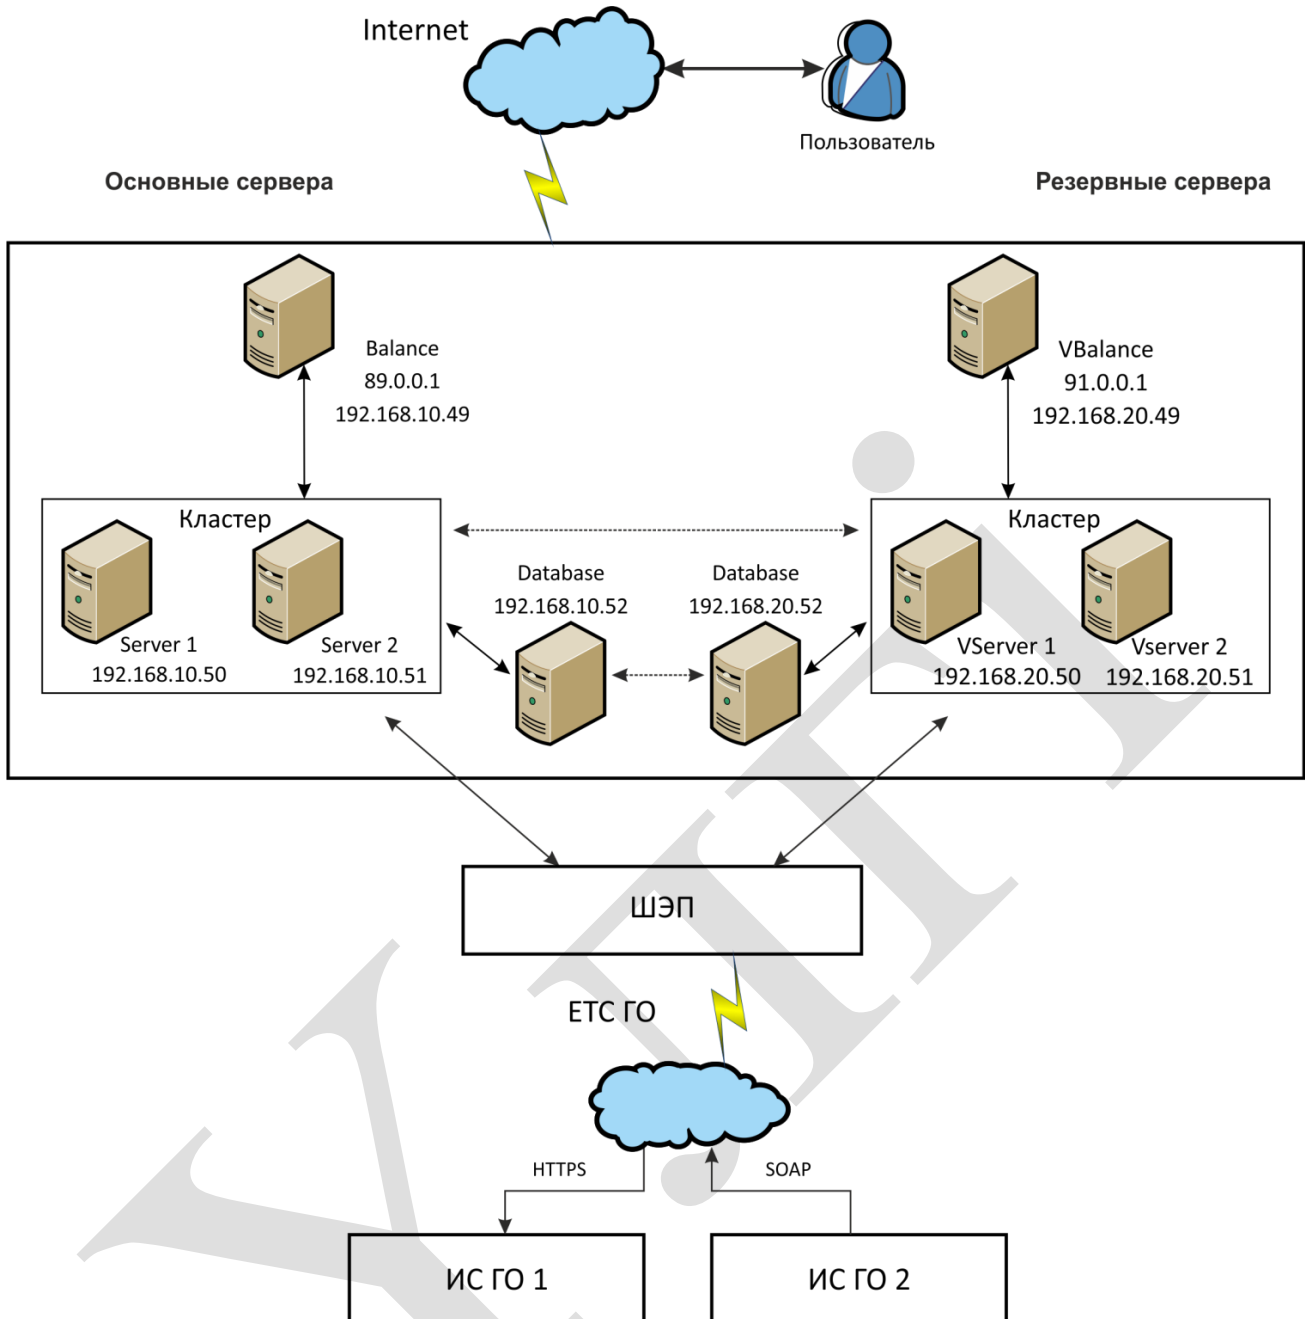 Internet
Пользователь
Основные сервера
Резервные сервера
Balance
89.0.0.1
192.168.10.49
VBalance
91.0.0.1
192.168.20.49
Кластер
Server 1
192.168.10.50
Server 2
192.168.10.51
Database
192.168.10.52
Database
192.168.20.52
Кластер
VServer 1
192.168.20.50
Vserver 2
192.168.20.51
ШЭП
ЕТС ГО
HTTPS
SOAP
ИС ГО 1
ИС ГО 2